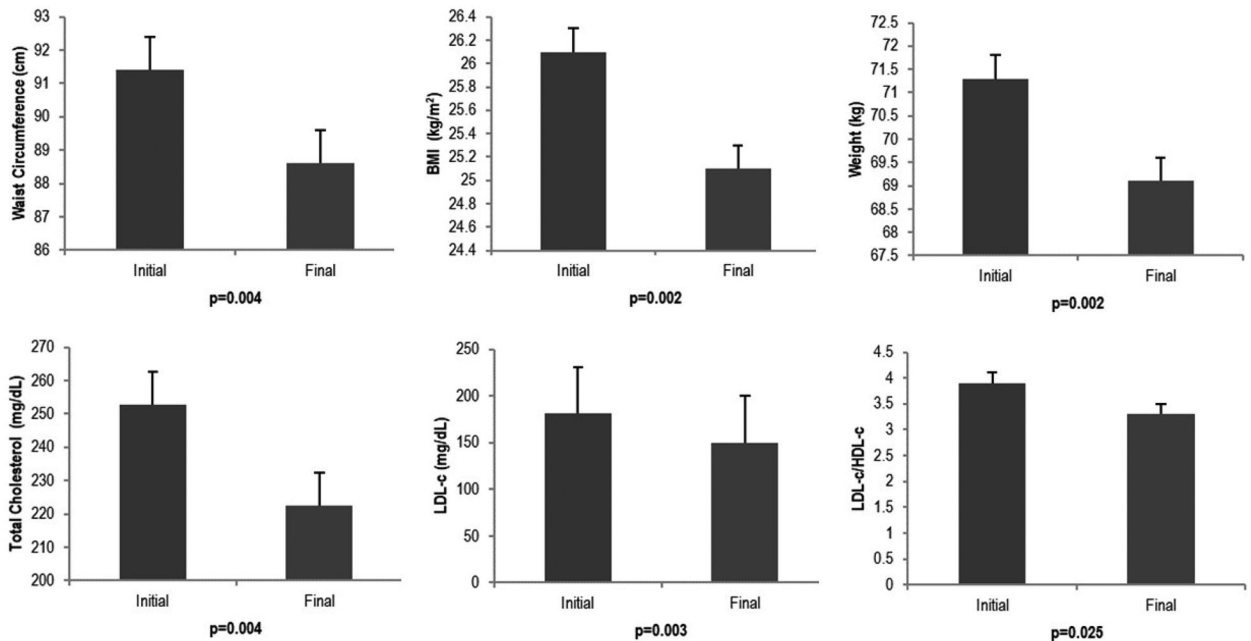 Waist Circumference (cm)
93
92
91
90
89
88
87
86
Initial
Final
p=0.004
BMI (kg/m²)
26.4
26.2
26
25.8
25.6
25.4
25.2
25
24.8
24.6
24.4
Initial
Final
p=0.002
Weight (kg)
72.5
72
71.5
71
70.5
70
69.5
69
68.5
68
67.5
Initial
Final
p=0.002
Total Cholesterol (mg/dL)
270
260
250
240
230
220
210
200
Initial
Final
p=0.004
LDL-c (mg/dL)
250
200
150
100
50
0
Initial
Final
p=0.003
LDL-c/HDL-c
4.5
4
3.5
3
2.5
2
1.5
1
0.5
0
Initial
Final
p=0.025